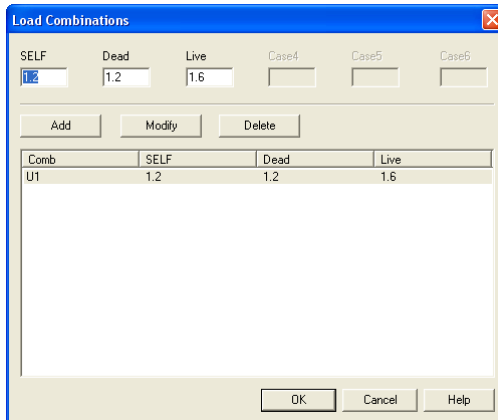 Load Combinations
SELF Dead Live Case4 Case5 Case6
1.2 1.2 1.6
Add Modify Delete
Comb SELF Dead Live
U1 1.2 1.2 1.6
OK Cancel Help